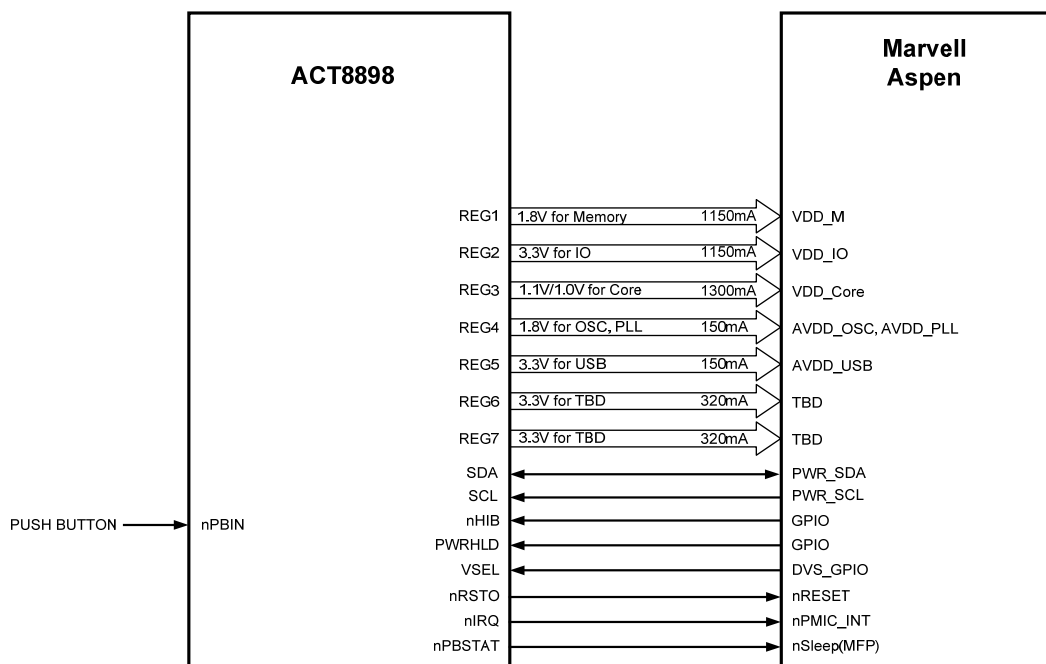 ACT8898
Marvell
Aspen
REG1 1.8V for Memory 1150mA VDD_M
REG2 3.3V for IO 1150mA VDD_IO
REG3 1.1V/1.0V for Core 1300mA VDD_Core
REG4 1.8V for OSC, PLL 150mA AVDD_OSC, AVDD_PLL
REG5 3.3V for USB 150mA AVDD_USB
REG6 3.3V for TBD 320mA TBD
REG7 3.3V for TBD 320mA TBD
SDA PWR_SDA
SCL PWR_SCL
PUSH BUTTON nPBIN nHIB GPIO
PWRHLD GPIO
VSEL DVS_GPIO
nRSTO nRESET
nIRQ nPMIC_INT
nPBSTAT nSleep(MFP)